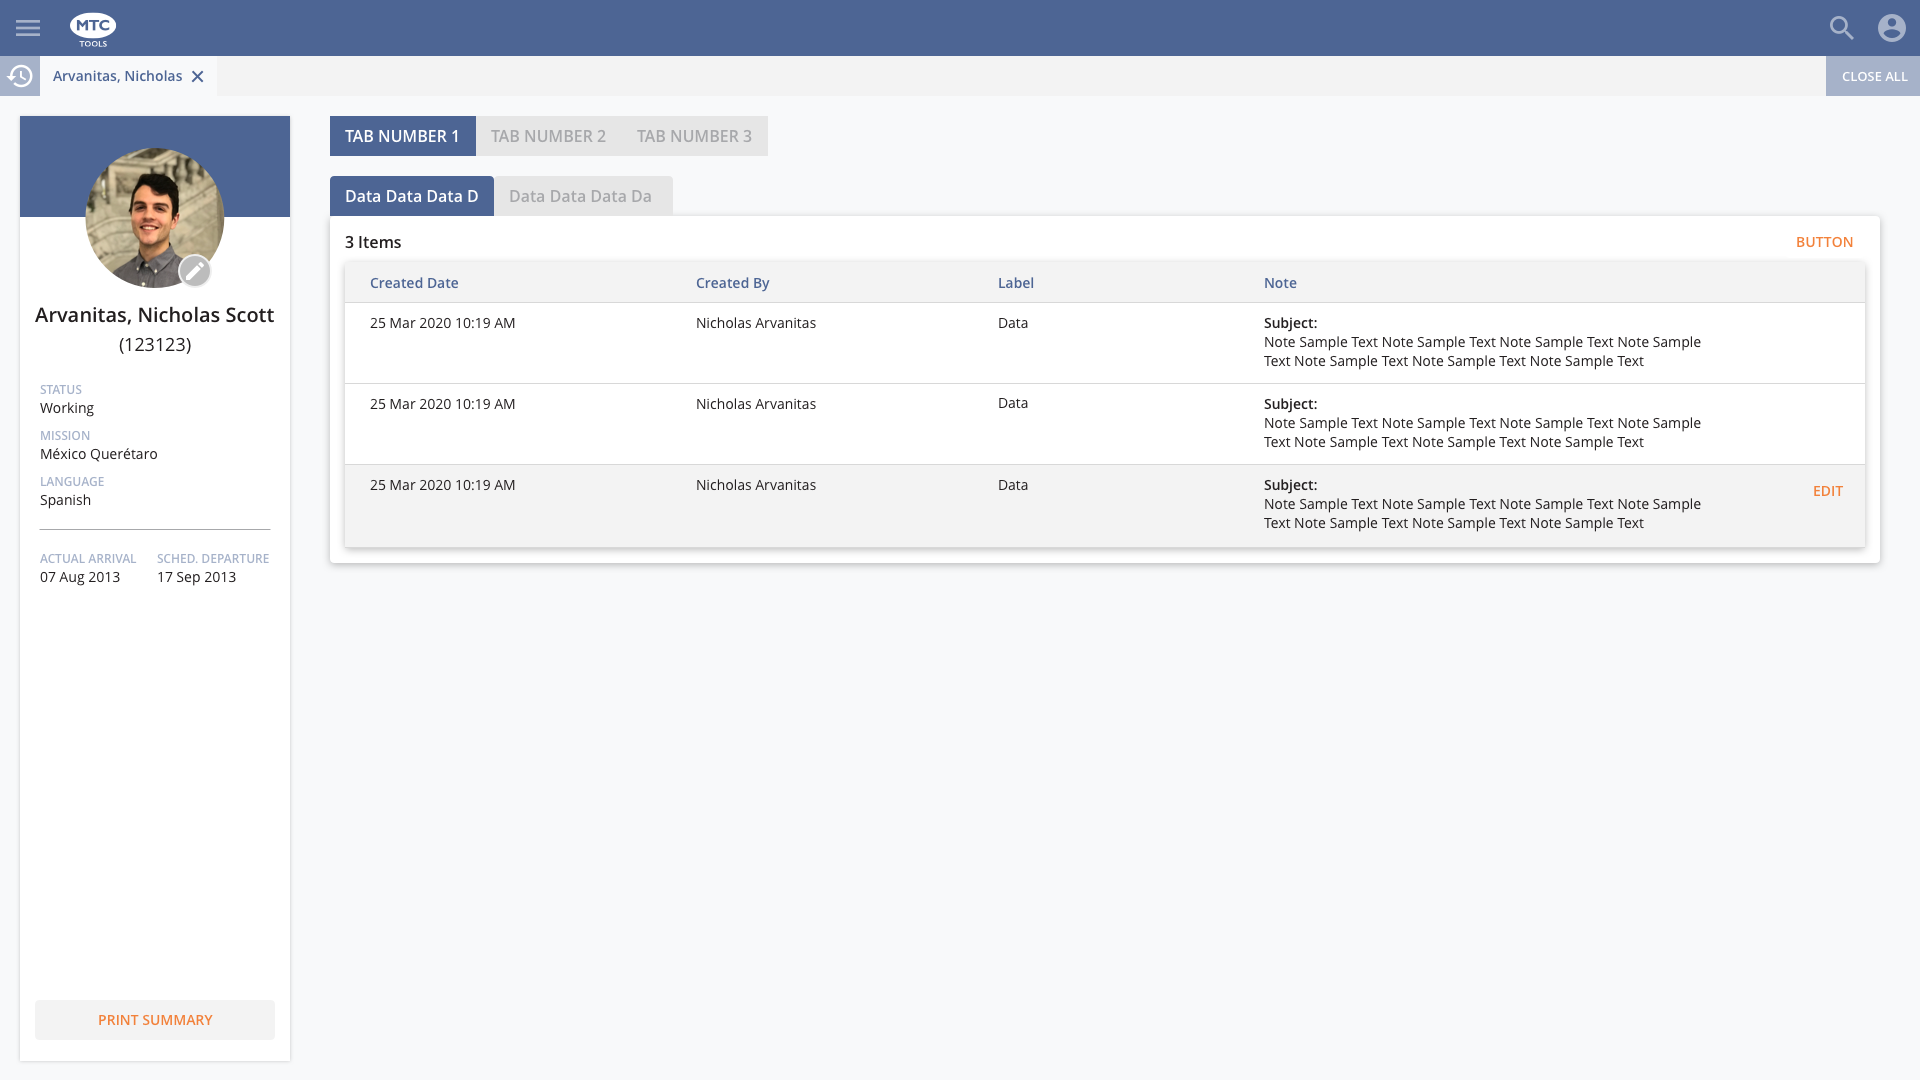 MTC
TOOLS
Arvanitas, Nicholas
CLOSE ALL
Arvanitas, Nicholas Scott
(123123)
STATUS
Working
MISSION
México Querétaro
LANGUAGE
Spanish
ACTUAL ARRIVAL SCHED. DEPARTURE
07 Aug 2013 17 Sep 2013
PRINT SUMMARY
TAB NUMBER 1 TAB NUMBER 2 TAB NUMBER 3
Data Data Data D Data Data Data Da
3 Items BUTTON
Created Date Created By Label Note
25 Mar 2020 10:19 AM Nicholas Arvanitas Data Subject:
Note Sample Text Note Sample Text Note Sample Text Note Sample
Text Note Sample Text Note Sample Text Note Sample Text
25 Mar 2020 10:19 AM Nicholas Arvanitas Data Subject:
Note Sample Text Note Sample Text Note Sample Text Note Sample
Text Note Sample Text Note Sample Text Note Sample Text
25 Mar 2020 10:19 AM Nicholas Arvanitas Data Subject:
EDIT
Note Sample Text Note Sample Text Note Sample Text Note Sample
Text Note Sample Text Note Sample Text Note Sample Text